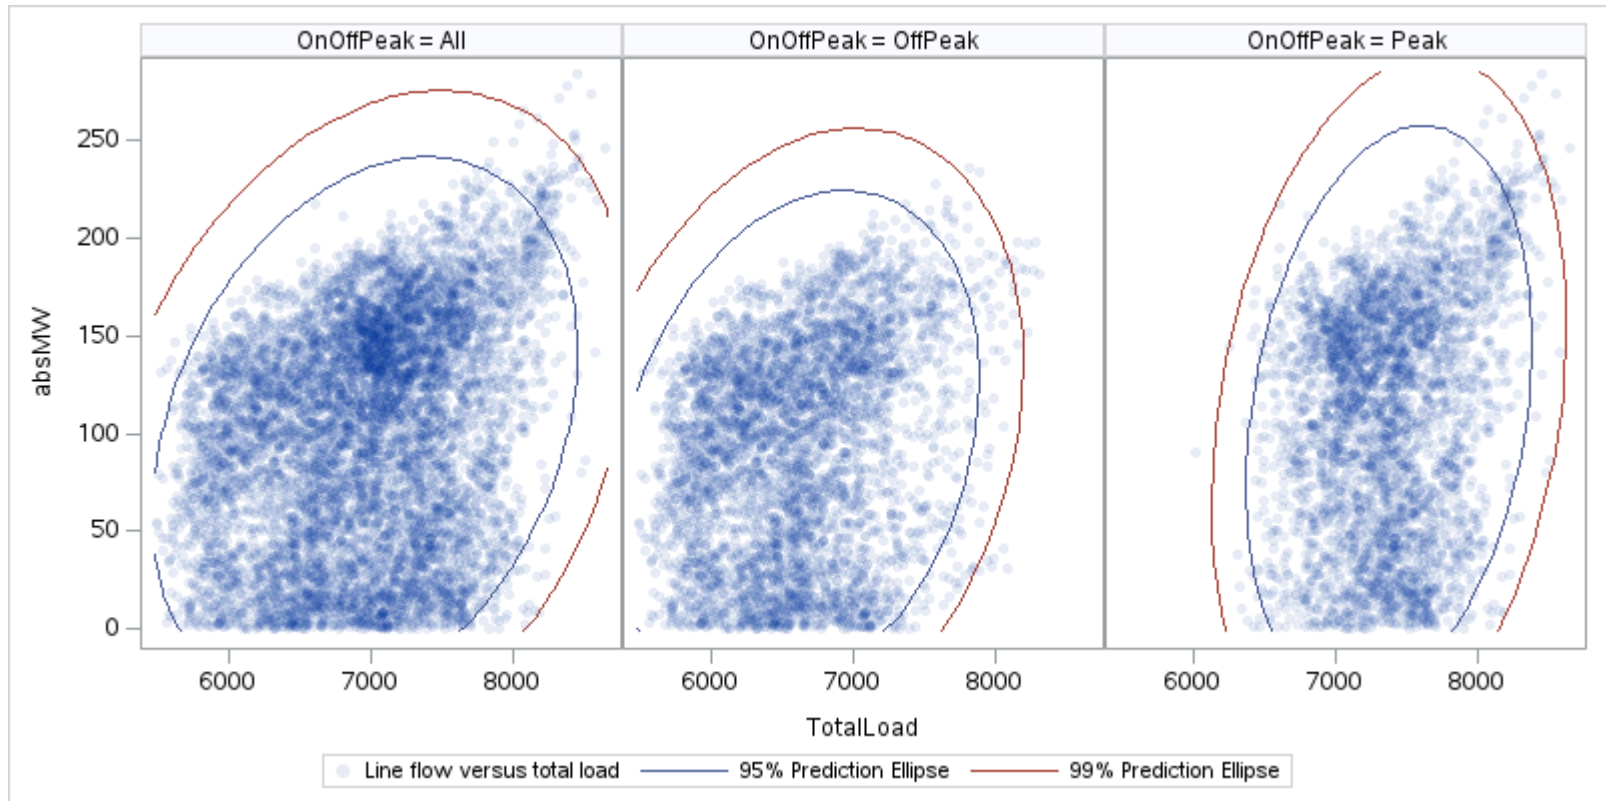 OnOffPeak = All
OnOffPeak = OffPeak
OnOffPeak = Peak
absMW
250
200
150
100
50
0
6000 7000 8000
6000 7000 8000
6000 7000 8000
TotalLoad
Line flow versus total load
95% Prediction Ellipse
99% Prediction Ellipse